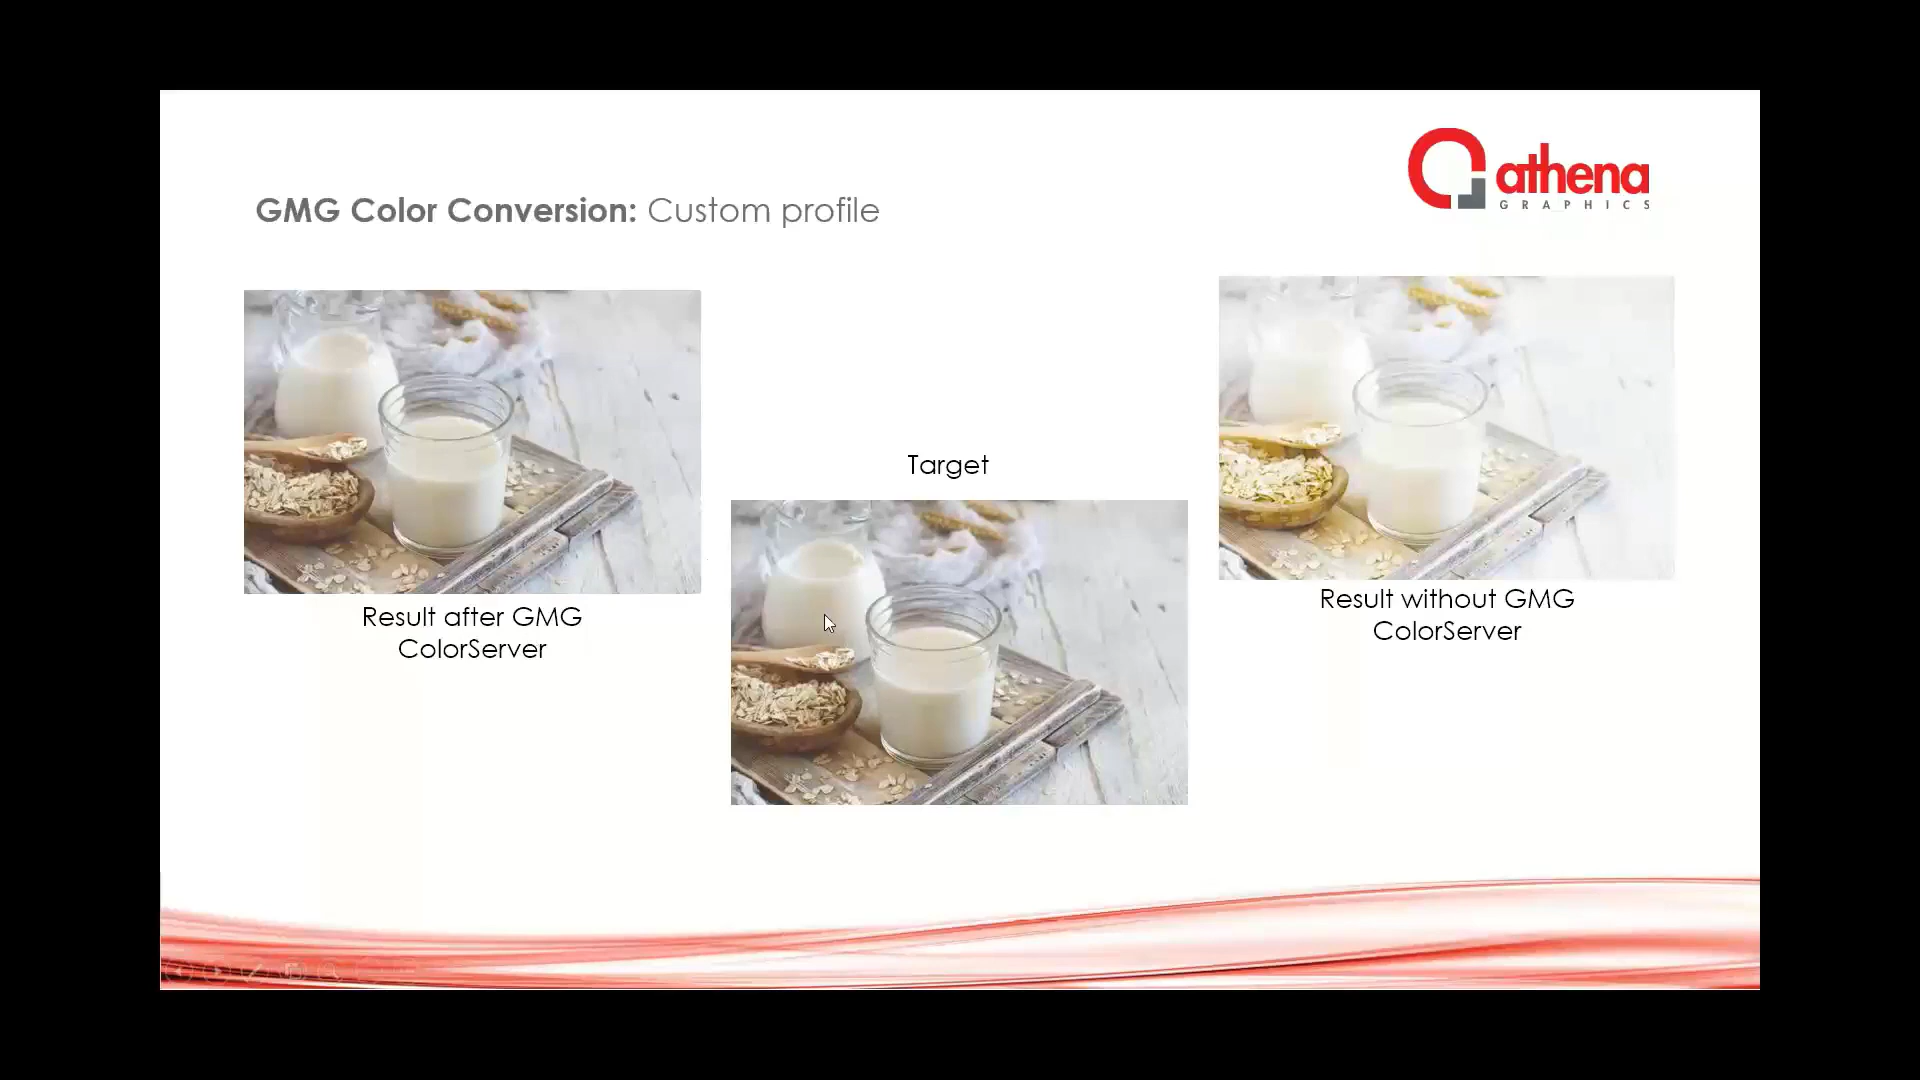 athena
GRAPHICS
GMG Color Conversion: Custom profile
Target
Result after GMG
ColorServer
Result without GMG
ColorServer